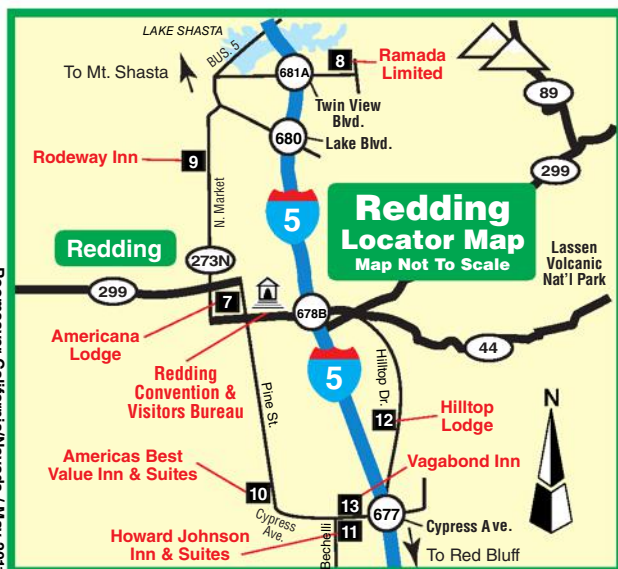 LAKE SHASTA
BUS. 5
To Mt. Shasta
681A
8
Ramada
Limited
Twin View
Blvd.
89
680
Lake Blvd.
299
Rodeway Inn
9
N. Market
5
Redding
Locator Map
Map Not To Scale
Redding
273N
Lassen
Volcanic
Nat'l Park
299
7
678B
44
Americana
Lodge
Redding
Convention &
Visitors Bureau
5
Pine St.
Hilltop Dr.
12
Hilltop
Lodge
N
Americas Best
Value Inn & Suites
10
Vagabond Inn
13
Cypress
Ave.
677
Cypress Ave.
Howard Johnson
Inn & Suites
11
Bechelli
To Red Bluff